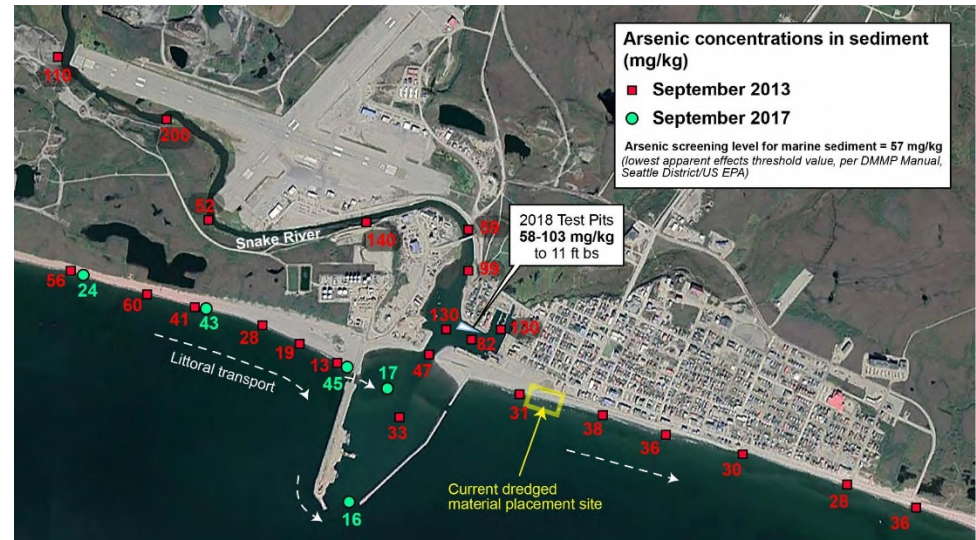 Arsenic concentrations in sediment
(mg/kg)
September 2013
September 2017
Arsenic screening level for marine sediment = 57 mg/kg
(lowest apparent effects threshold value, per DMMP Manual,
Seattle District/US EPA)
110
200
52
Snake River
140
89
99
2018 Test Pits
58-103 mg/kg
to 11 ft bs
56
24
60
41
43
28
19
13
45
17
Littoral transport
130
82
120
47
33
16
31
38
36
30
28
36
Current dredged
material placement site